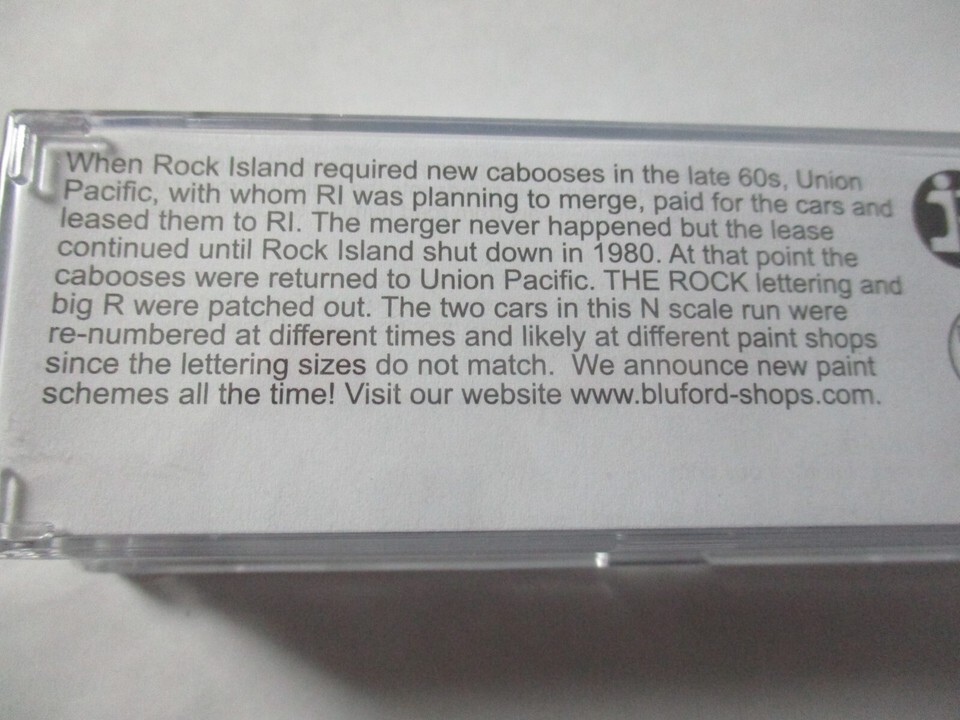 When Rock Island required new cabooses in the late 60s, Union
Pacific, with whom RI was planning to merge, paid for the cars and
leased them to RI. The merger never happened but the lease
continued until Rock Island shut down in 1980. At that point the
cabooses were returned to Union Pacific. THE ROCK lettering and
big R were patched out. The two cars in this N scale run were
re-numbered at different times and likely at different paint shops
since the lettering sizes do not match.  We announce new paint
schemes all the time! Visit our website www.bluford-shops.com.